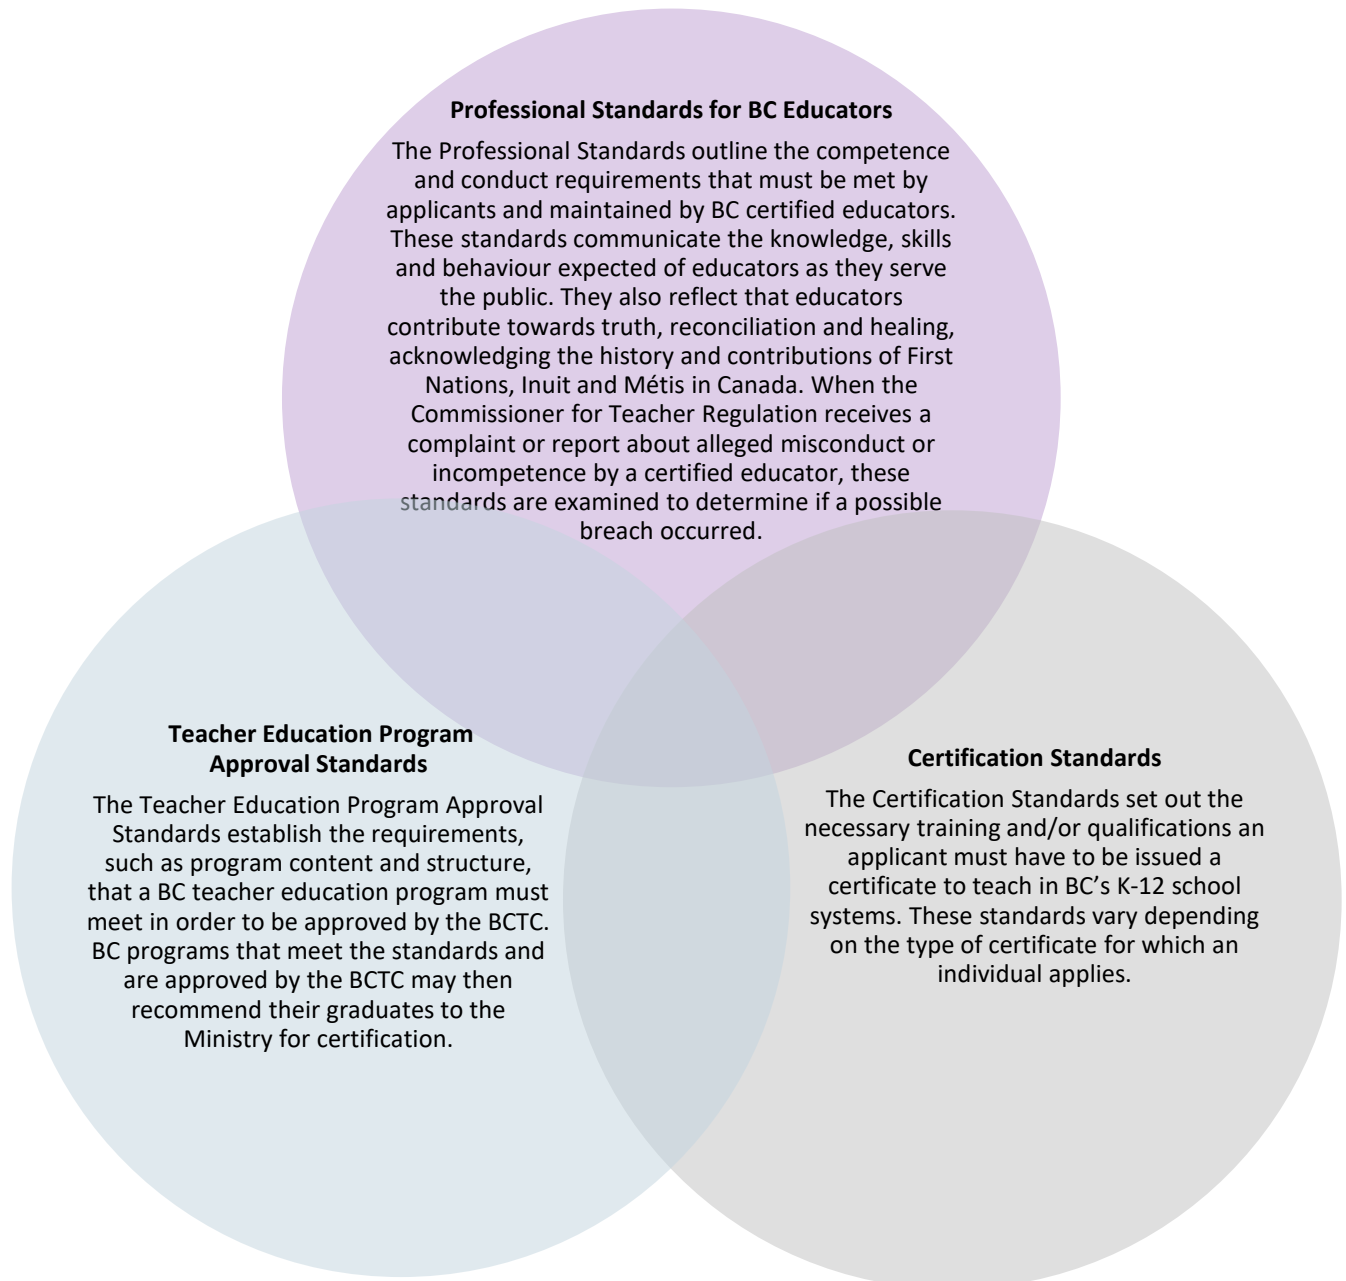 Professional Standards for BC Educators
The Professional Standards outline the competence
and conduct requirements that must be met by
applicants and maintained by BC certified educators.
These standards communicate the knowledge, skills
and behaviour expected of educators as they serve
the public. They also reflect that educators
contribute towards truth, reconciliation and healing,
acknowledging the history and contributions of First
Nations, Inuit and Métis in Canada. When the
Commissioner for Teacher Regulation receives a
complaint or report about alleged misconduct or
incompetence by a certified educator, these
standards are examined to determine if a possible
breach occurred.
Teacher Education Program
Approval Standards
The Teacher Education Program Approval
Standards establish the requirements,
such as program content and structure,
that a BC teacher education program must
meet in order to be approved by the BCTC.
BC programs that meet the standards and
are approved by the BCTC may then
recommend their graduates to the
Ministry for certification.
Certification Standards
The Certification Standards set out the
necessary training and/or qualifications an
applicant must have to be issued a
certificate to teach in BC’s K-12 school
systems. These standards vary depending
on the type of certificate for which an
individual applies.